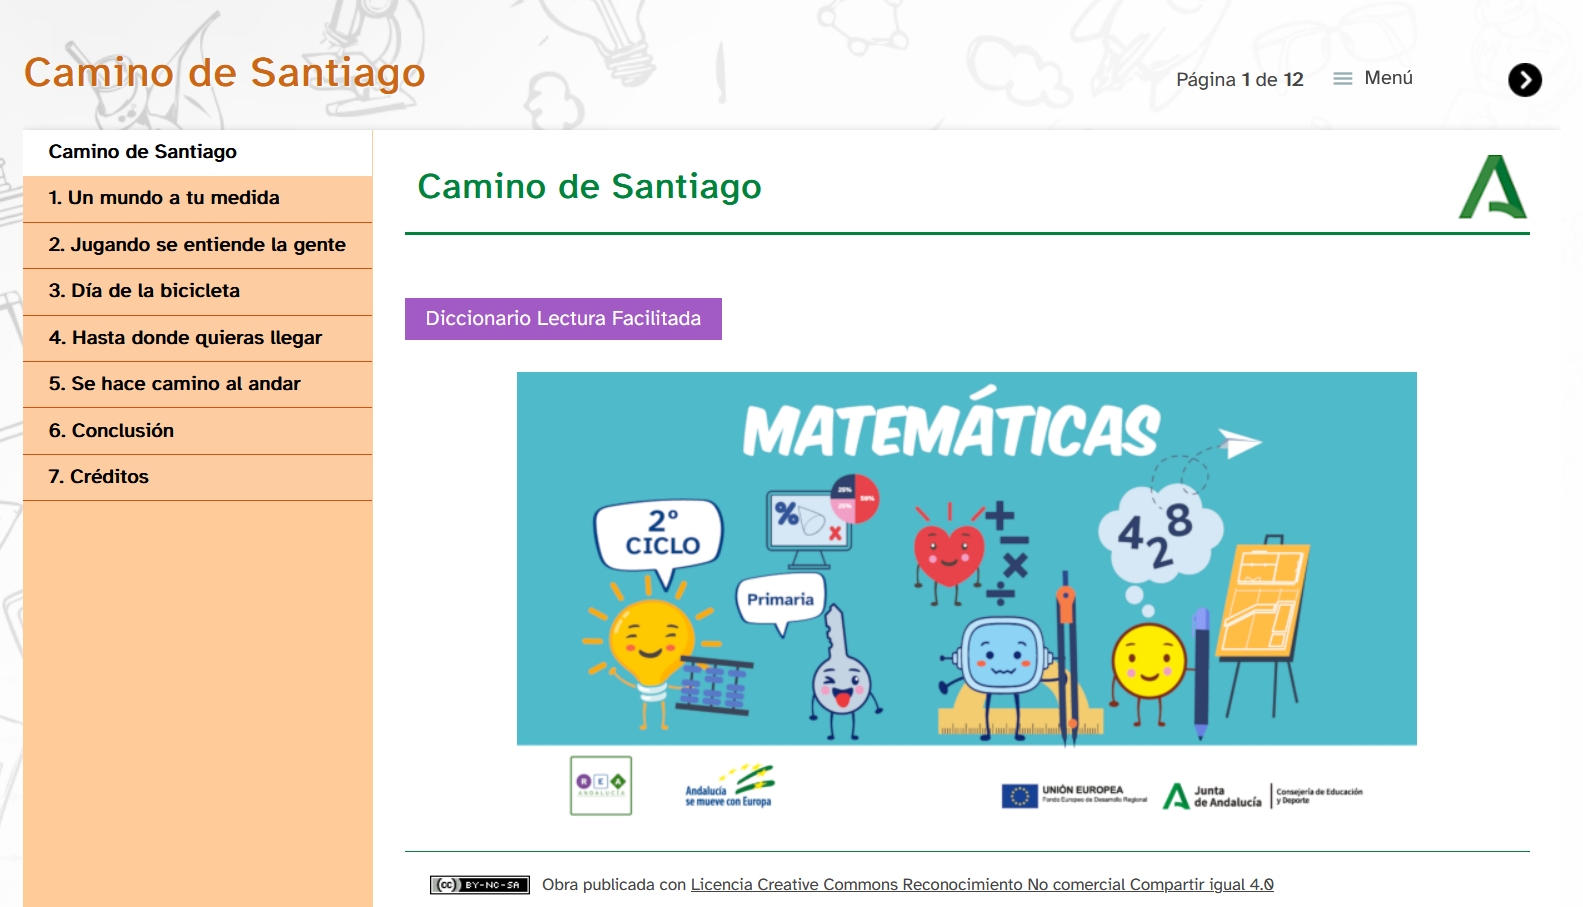 Camino de Santiago
Página 1 de 12
Menú
Camino de Santiago
1. Un mundo a tu medida
2. Jugando se entiende la gente
3. Día de la bicicleta
4. Hasta donde quieras llegar
5. Se hace camino al andar
6. Conclusión
7. Créditos
Camino de Santiago
Diccionario Lectura Facilitada
MATEMÁTICAS
2º
CICLO
Primaria
%
x
25%
50%
25%
+
−
×
÷
4 2 8
R E A
ANDALUCÍA
Andalucía
se mueve con Europa
UNIÓN EUROPEA
Fondo Europeo de Desarrollo Regional
Junta
de Andalucía
Consejería de Educación
y Deporte
(cc) BY-NC-SA
Obra publicada con Licencia Creative Commons Reconocimiento No comercial Compartir igual 4.0